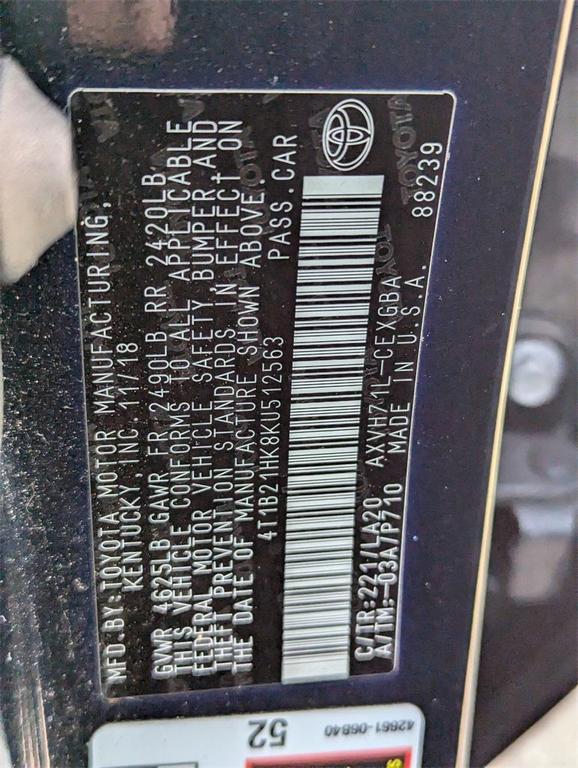 MFD.BY:TOYOTA MOTOR MANUFACTURING,
KENTUCKY INC 11/18
GVWR 4625LB GAWR FR 2490LB RR 2420LB
THIS VEHICLE CONFORMS TO ALL APPLICABLE
FEDERAL MOTOR VEHICLE SAFETY, BUMPER, AND
THEFT PREVENTION STANDARDS IN EFFECT ON
THE DATE OF MANUFACTURE SHOWN ABOVE.
4T1B21HK8KU512563 PASS.CAR
C/TR:221/LA20 AXVH71L-CEXGBA
A/TM:-03A/P710 MADE IN U.S.A. 88239
TOYOTA
TOYOTA
52
42661-06B40